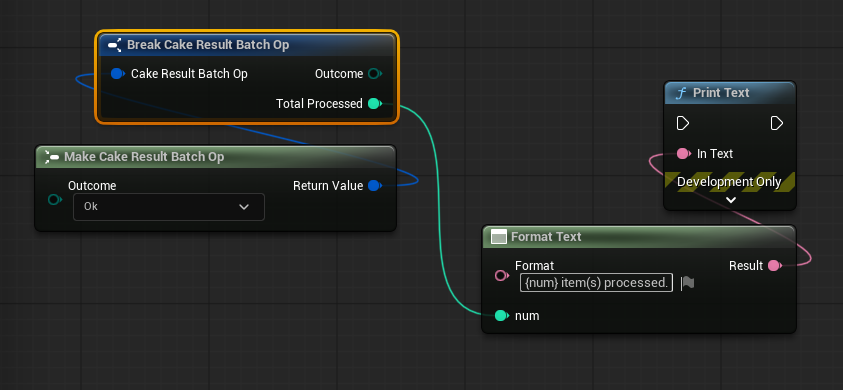 Break Cake Result Batch Op
Cake Result Batch Op
Outcome
Total Processed
Make Cake Result Batch Op
Outcome
Ok
Return Value
Print Text
In Text
Development Only
Format Text
Format
{num} item(s) processed.
Result
num